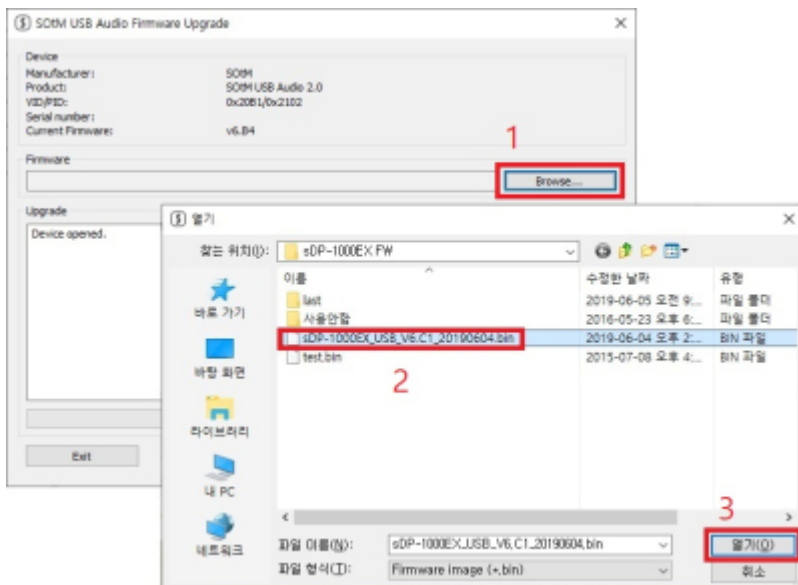 SOtM USB Audio Firmware Upgrade
Device
Manufacturer: SOtM
Product: SOtM USB Audio 2.0
VID/PID: 0x20B1/0x2102
Serial number:
Current Firmware: v6.B4
1
Firmware
Browse...
Upgrade
Device opened.
Exit
열기
찾는 위치(I): sDP-1000EX FW
이름 수정한 날짜 유형
last 2019-06-05 오전 9:... 파일 폴더
사용안함 2016-05-23 오후 6:... 파일 폴더
sDP-1000EX_USB_V6.C1_20190604.bin 2019-06-04 오후 2:... BIN 파일
test.bin 2015-07-08 오후 4:... BIN 파일
2
바로 가기
바탕 화면
라이브러리
내 PC
네트워크
3
파일 이름(N): sDP-1000EX_USB_V6.C1_20190604.bin 열기(O)
파일 형식(T): Firmware Image (*.bin) 취소